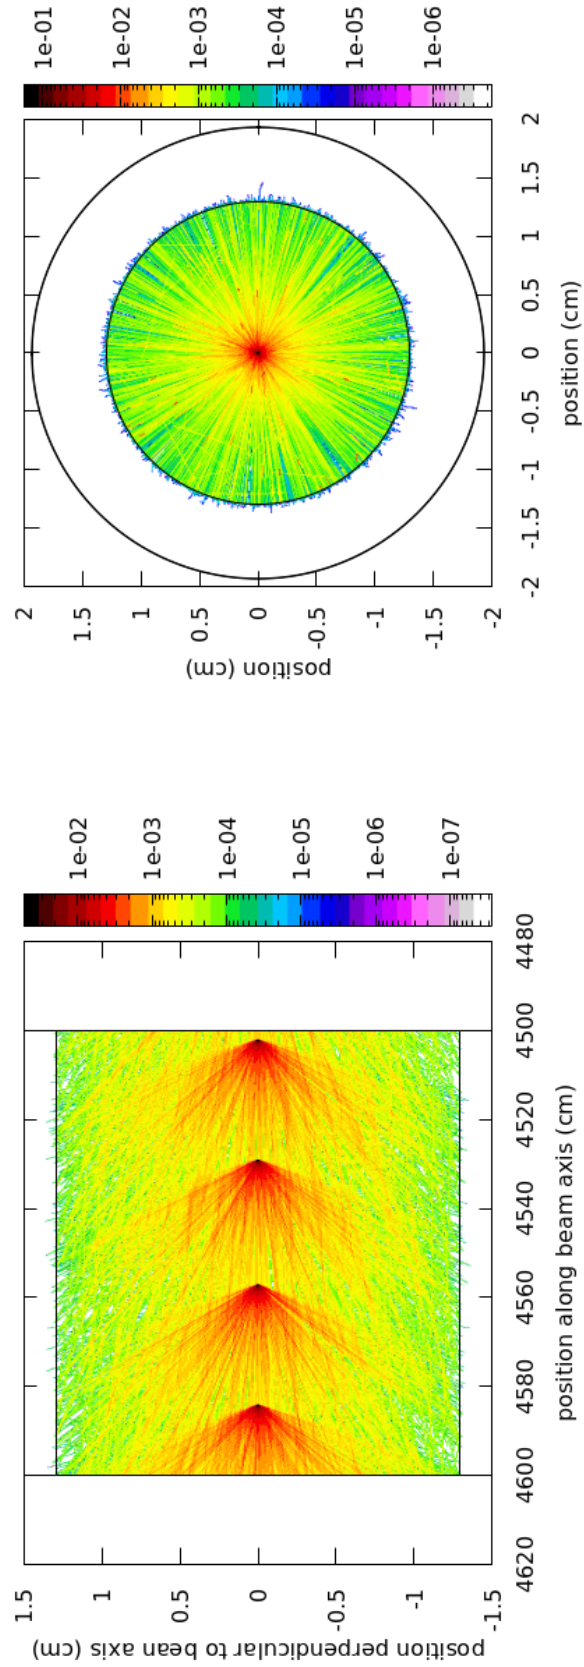 1e-01
1e-02
1e-03
1e-04
1e-05
1e-06
2
1.5
1
0.5
0
-0.5
-1
-1.5
-2
position (cm)
2
1.5
1
0.5
0
-0.5
-1
-1.5
-2
position (cm)
1e-02
1e-03
1e-04
1e-05
1e-06
1e-07
4480
4500
4520
4540
4560
4580
4600
4620
position along beam axis (cm)
1.5
1
0.5
0
-0.5
-1
-1.5
position perpendicular to bean axis (cm)